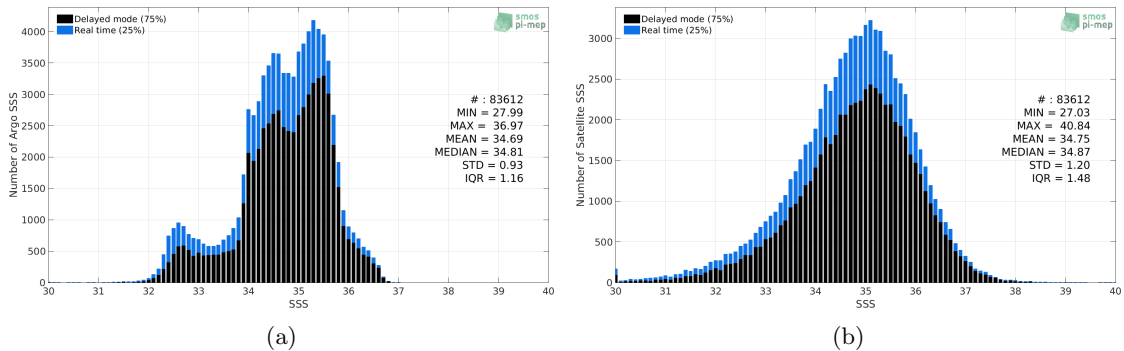 Delayed mode (75%)
Real time (25%)
smos
pi-mep
Number of Argo SSS
4000
3500
3000
2500
2000
1500
1000
500
0
# : 83612
MIN = 27.99
MAX = 36.97
MEAN = 34.69
MEDIAN = 34.81
STD = 0.93
IQR = 1.16
30 31 32 33 34 35 36 37 38 39 40
SSS
(a)
Delayed mode (75%)
Real time (25%)
smos
pi-mep
Number of Satellite SSS
3000
2500
2000
1500
1000
500
0
# : 83612
MIN = 27.03
MAX = 40.84
MEAN = 34.75
MEDIAN = 34.87
STD = 1.20
IQR = 1.48
30 31 32 33 34 35 36 37 38 39 40
SSS
(b)